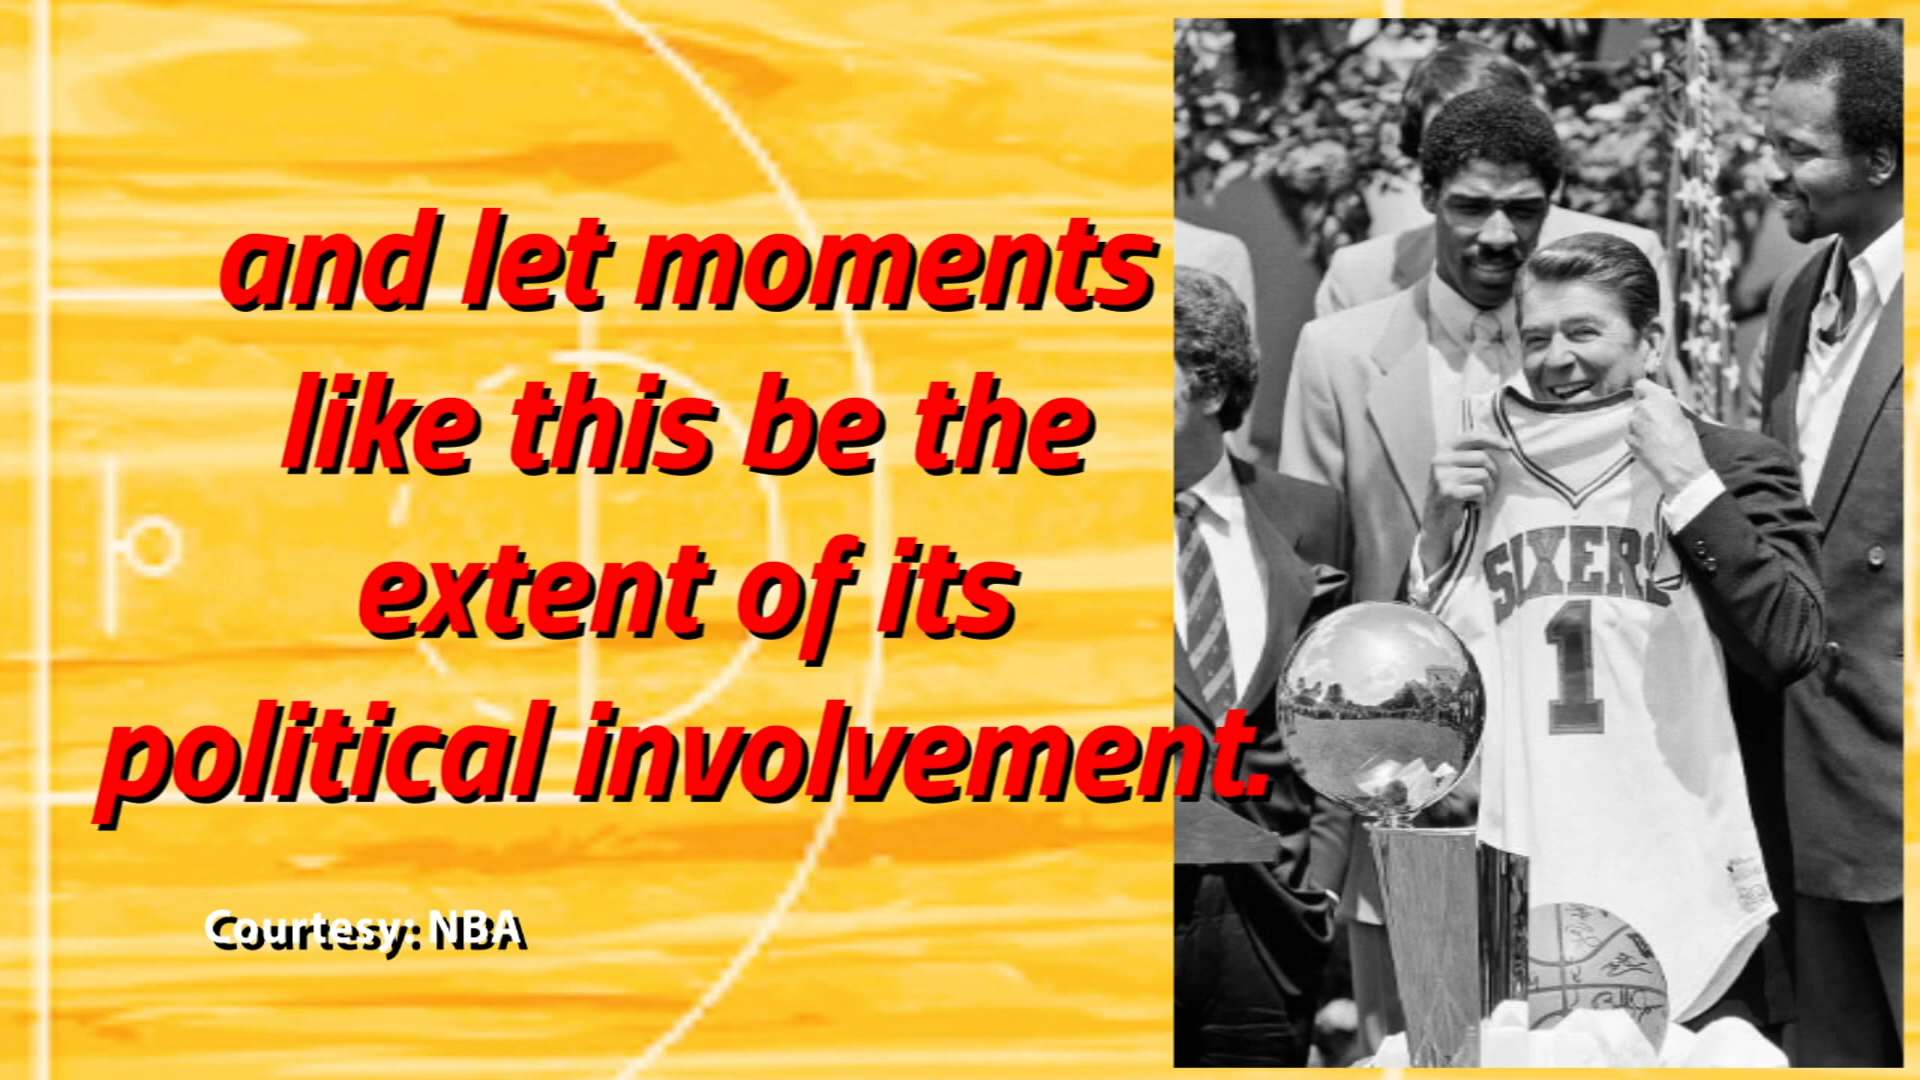 and let moments
like this be the
extent of its
political involvement.
Courtesy: NBA
SIXERS
1